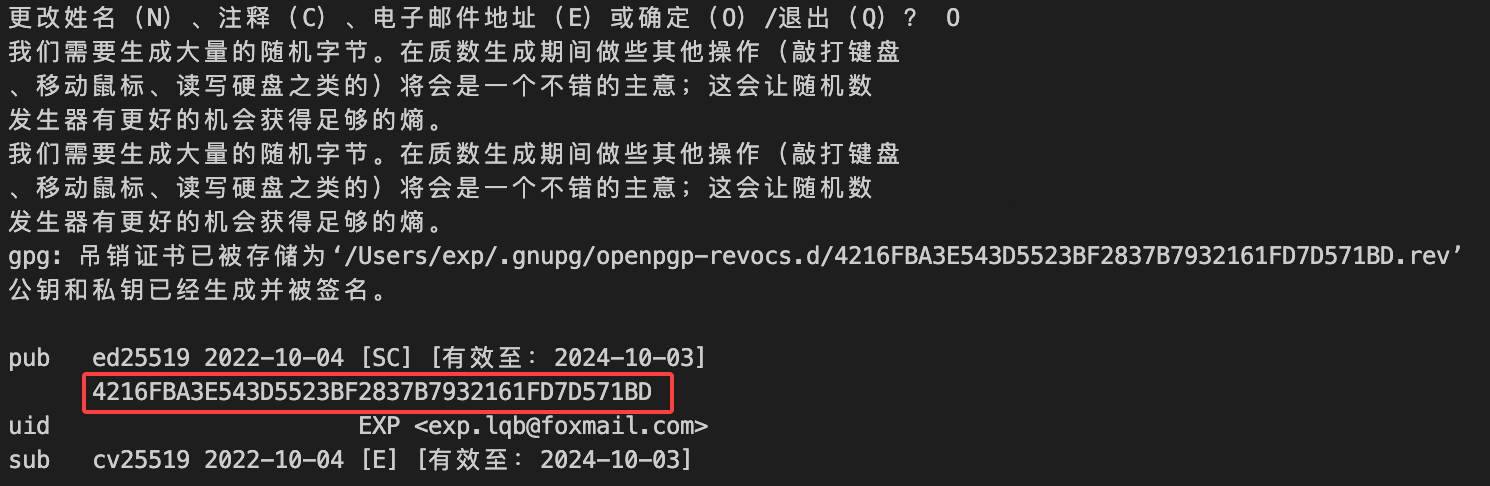 更改姓名（N）、注释（C）、电子邮件地址（E）或确定（O）/退出（Q）？ O
我们需要生成大量的随机字节。在质数生成期间做些其他操作（敲打键盘
、移动鼠标、读写硬盘之类的）将会是一个不错的主意；这会让随机数
发生器有更好的机会获得足够的熵。
我们需要生成大量的随机字节。在质数生成期间做些其他操作（敲打键盘
、移动鼠标、读写硬盘之类的）将会是一个不错的主意；这会让随机数
发生器有更好的机会获得足够的熵。
gpg: 吊销证书已被存储为‘/Users/exp/.gnupg/openpgp-revocs.d/4216FBA3E543D5523BF2837B7932161FD7D571BD.rev’
公钥和私钥已经生成并被签名。
pub ed25519 2022-10-04 [SC] [有效至：2024-10-03]
4216FBA3E543D5523BF2837B7932161FD7D571BD
uid EXP <exp.lqb@foxmail.com>
sub cv25519 2022-10-04 [E] [有效至：2024-10-03]